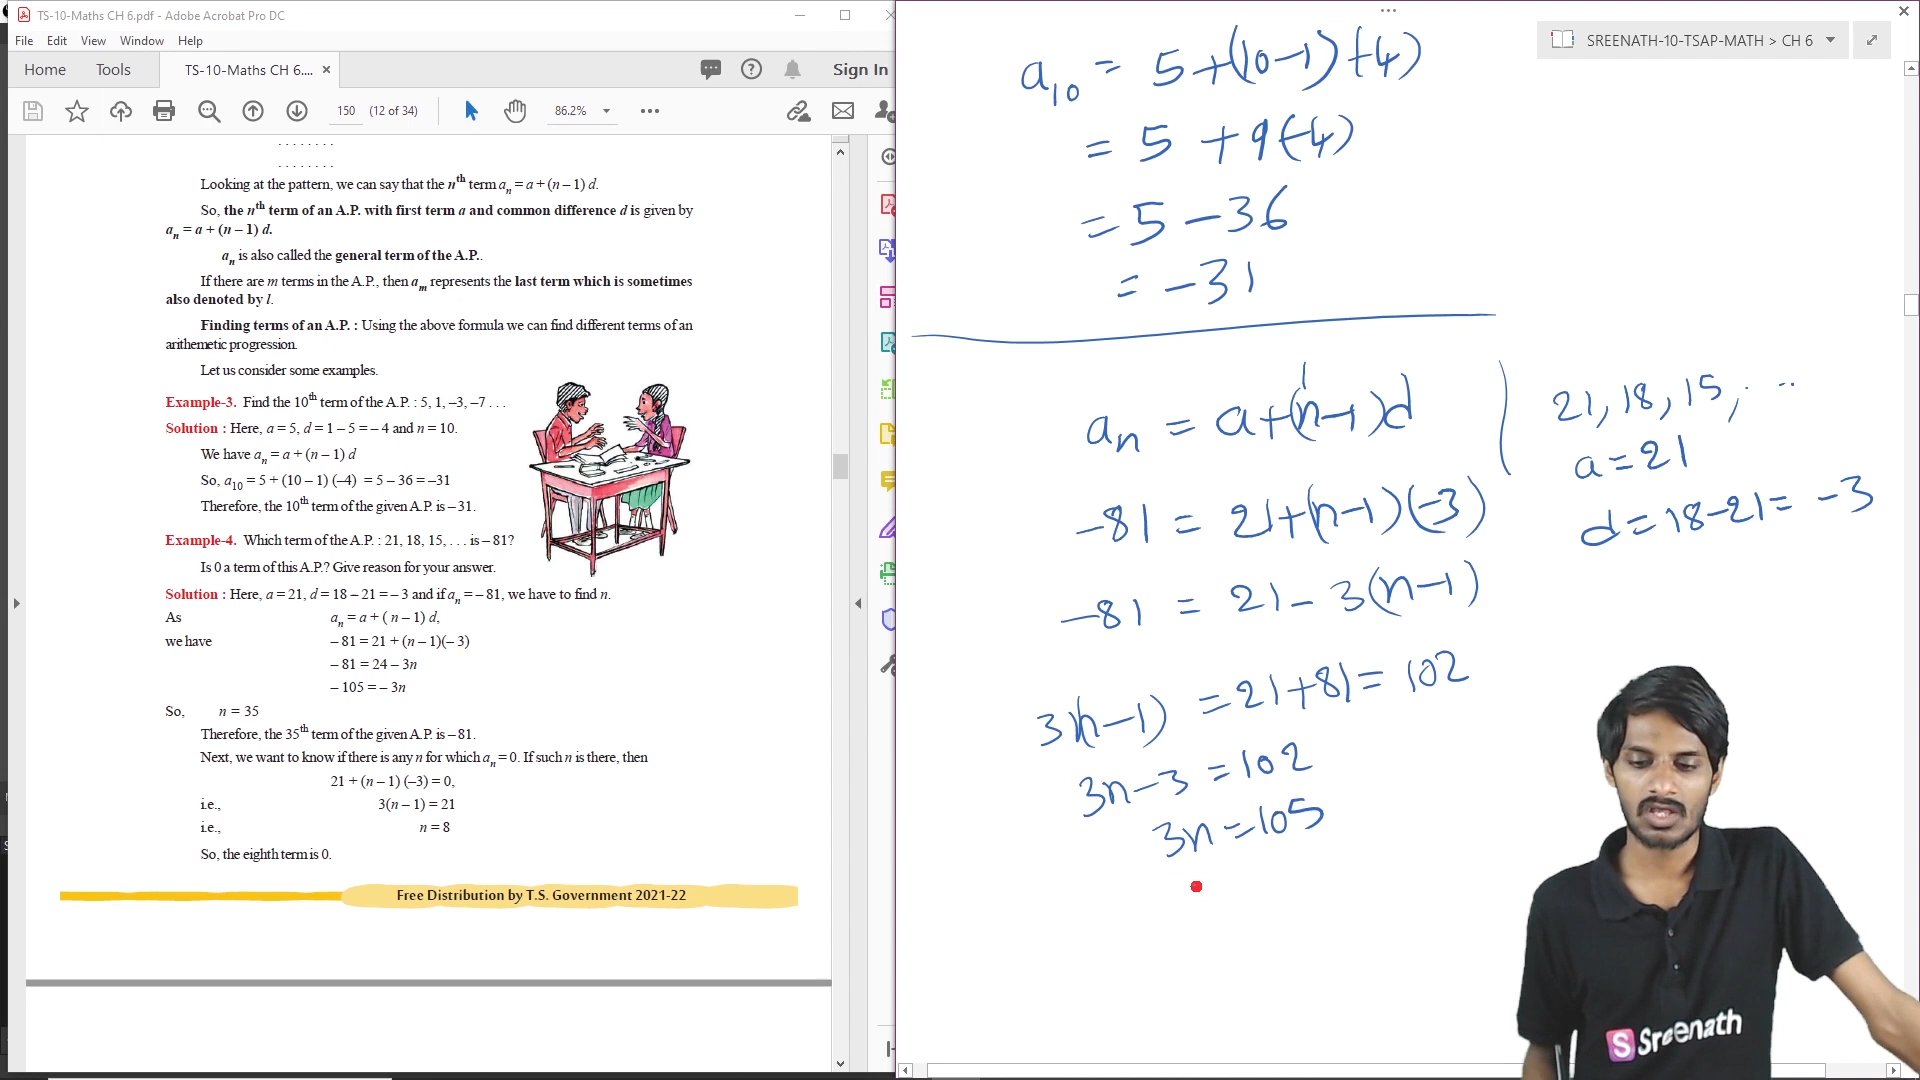 TS-10-Maths CH 6.pdf - Adobe Acrobat Pro DC
File Edit View Window Help
Home Tools TS-10-Maths CH 6.... × Sign In
150 (12 of 34) 86.2%
. . . . . . . .
. . . . . . . .
Looking at the pattern, we can say that the nth term an = a + (n – 1) d.
So, the nth term of an A.P. with first term a and common difference d is given by
an = a + (n – 1) d.
an is also called the general term of the A.P..
If there are m terms in the A.P., then am represents the last term which is sometimes
also denoted by l.
Finding terms of an A.P. : Using the above formula we can find different terms of an
arithemetic progression.
Let us consider some examples.
Example-3. Find the 10th term of the A.P. : 5, 1, –3, –7 . . .
Solution : Here, a = 5, d = 1 – 5 = – 4 and n = 10.
We have an = a + (n – 1) d
So, a10 = 5 + (10 – 1) (–4) = 5 – 36 = –31
Therefore, the 10th term of the given A.P. is – 31.
Example-4. Which term of the A.P. : 21, 18, 15, . . . is – 81?
Is 0 a term of this A.P.? Give reason for your answer.
Solution : Here, a = 21, d = 18 – 21 = – 3 and if an = – 81, we have to find n.
As an = a + ( n – 1) d,
we have – 81 = 21 + (n – 1)(– 3)
– 81 = 24 – 3n
– 105 = – 3n
So, n = 35
Therefore, the 35th term of the given A.P. is – 81.
Next, we want to know if there is any n for which an = 0. If such n is there, then
21 + (n – 1) (–3) = 0,
i.e., 3(n – 1) = 21
i.e., n = 8
So, the eighth term is 0.
Free Distribution by T.S. Government 2021-22
SREENATH-10-TSAP-MATH > CH 6
a10 = 5+(10-1)(-4)
= 5 + 9(-4)
= 5 - 36
= -31
an = a+(n-1)d
-81 = 21+(n-1)(-3)
-81 = 21 - 3(n-1)
3(n-1) = 21+81 = 102
3n-3 = 102
3n = 105
21, 18, 15, . ..
a = 21
d = 18-21 = -3
S Sreenath